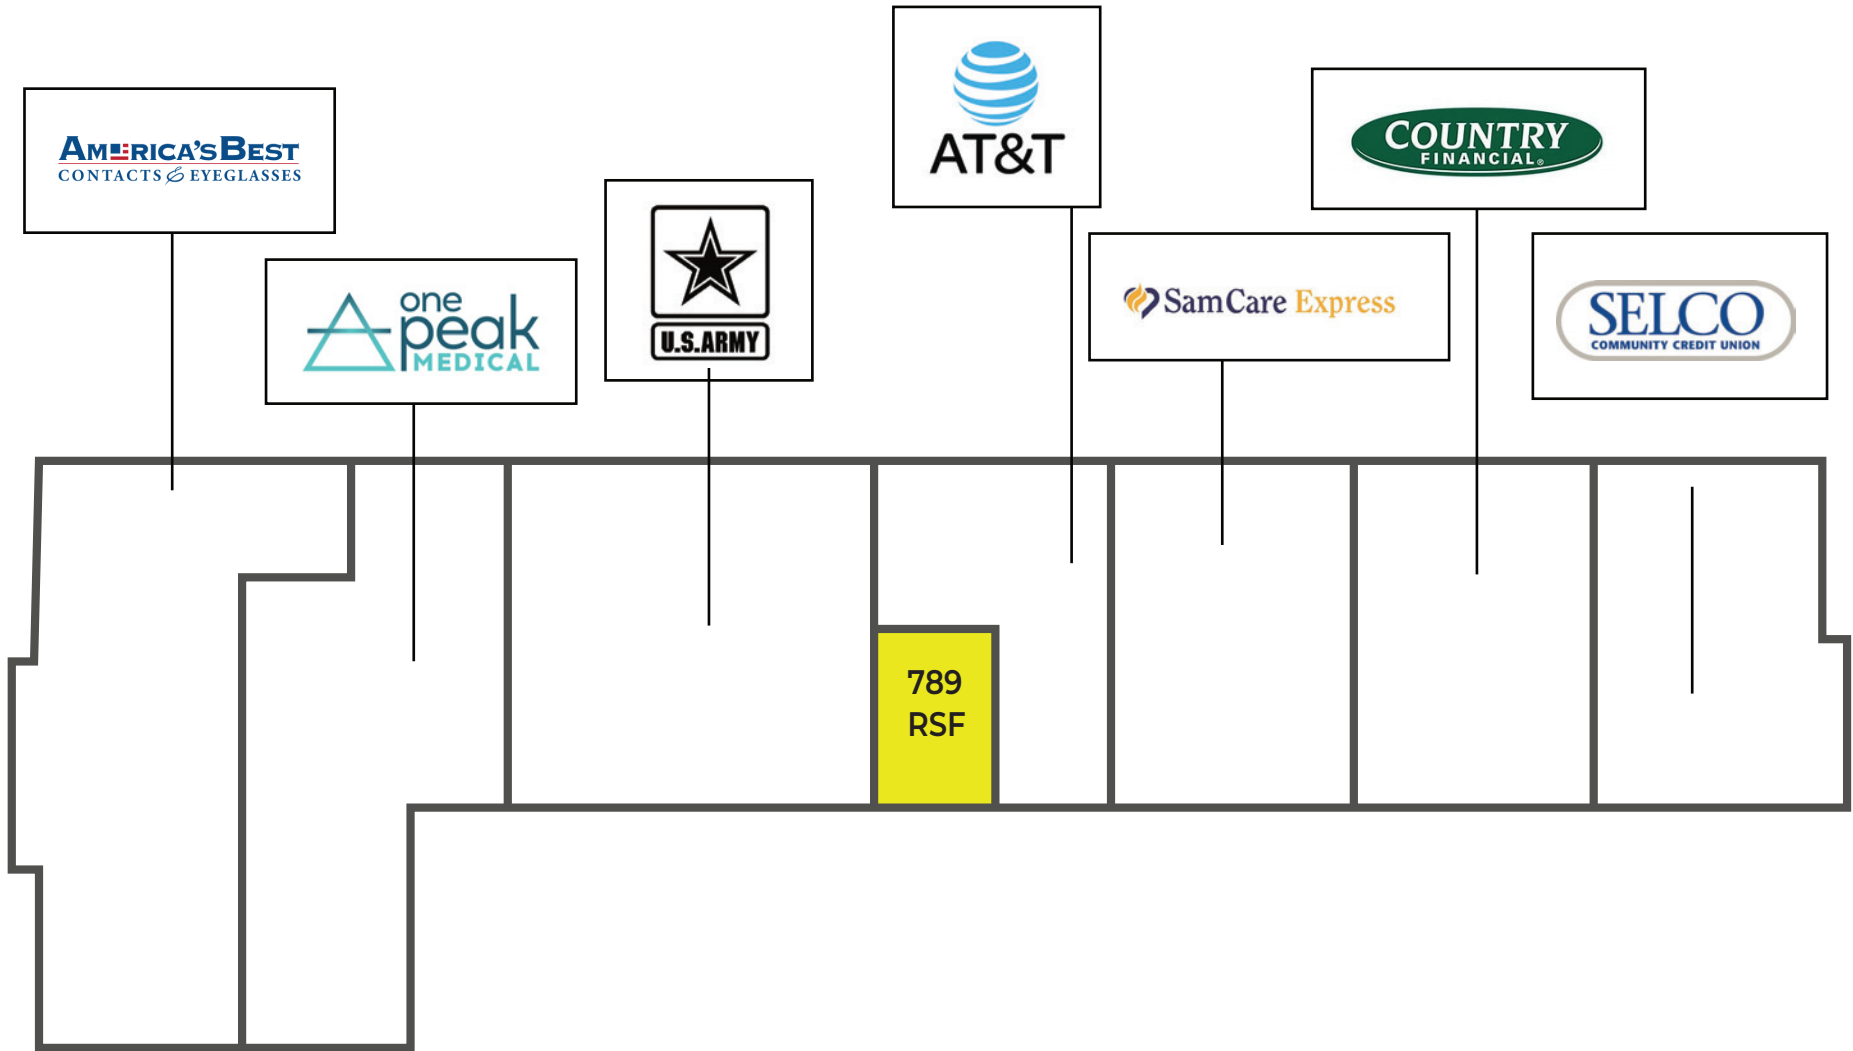 AMERICA'S BEST
CONTACTS & EYEGLASSES
one
peak
MEDICAL
U.S.ARMY
AT&T
SamCare Express
COUNTRY
FINANCIAL®
SELCO
COMMUNITY CREDIT UNION
789
RSF